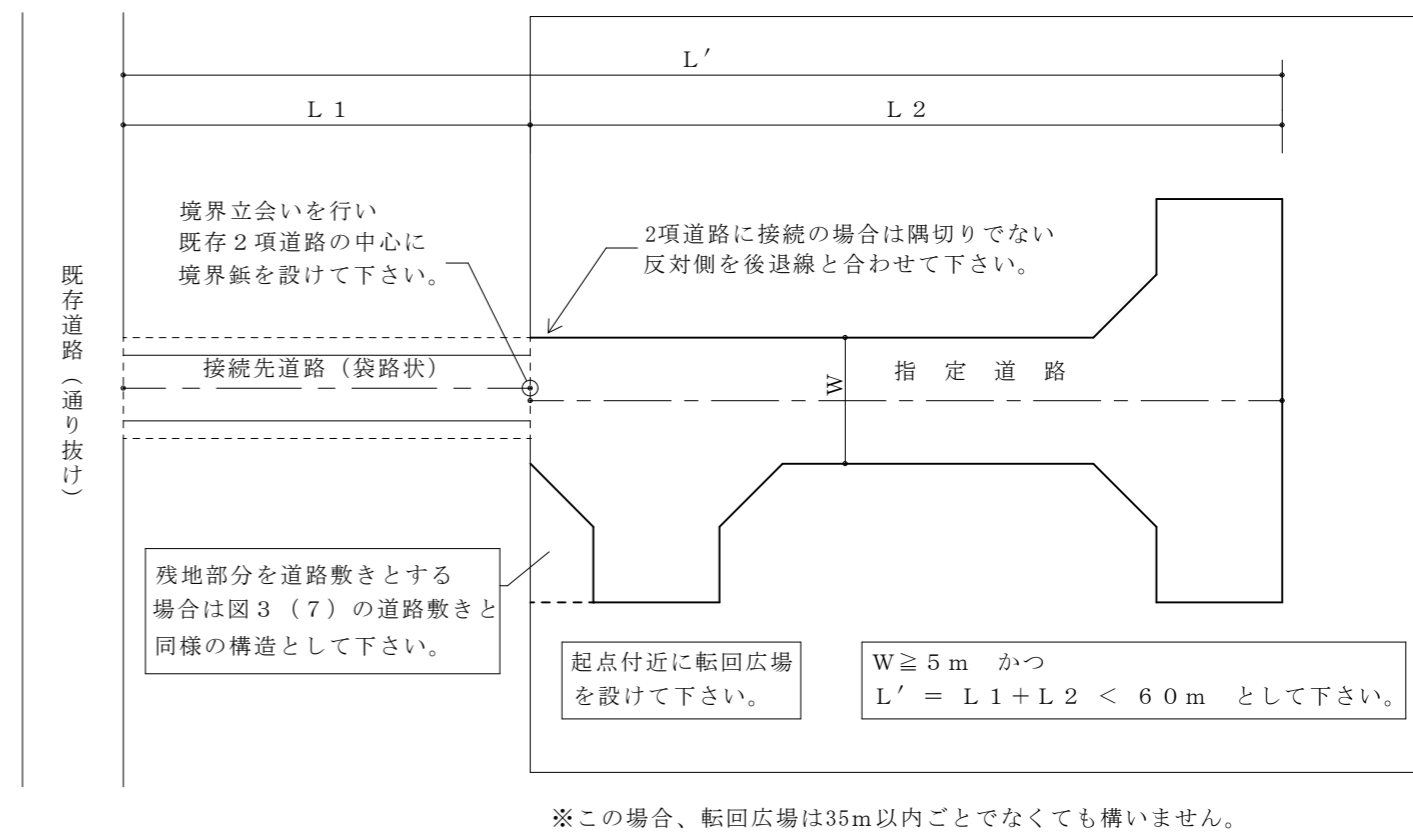 L′
L1
L2
境界立会いを行い
既存２項道路の中心に
境界鋲を設けて下さい。
2項道路に接続の場合は隅切りでない
反対側を後退線と合わせて下さい。
既存道路（通り抜け）
接続先道路（袋路状）
W
指定道路
残地部分を道路敷きとする
場合は図３（７）の道路敷きと
同様の構造として下さい。
起点付近に転回広場
を設けて下さい。
W≧５ｍ　かつ
L′ ＝ L１＋L２ ＜ ６０ｍ　として下さい。
※この場合、転回広場は35m以内ごとでなくても構いません。